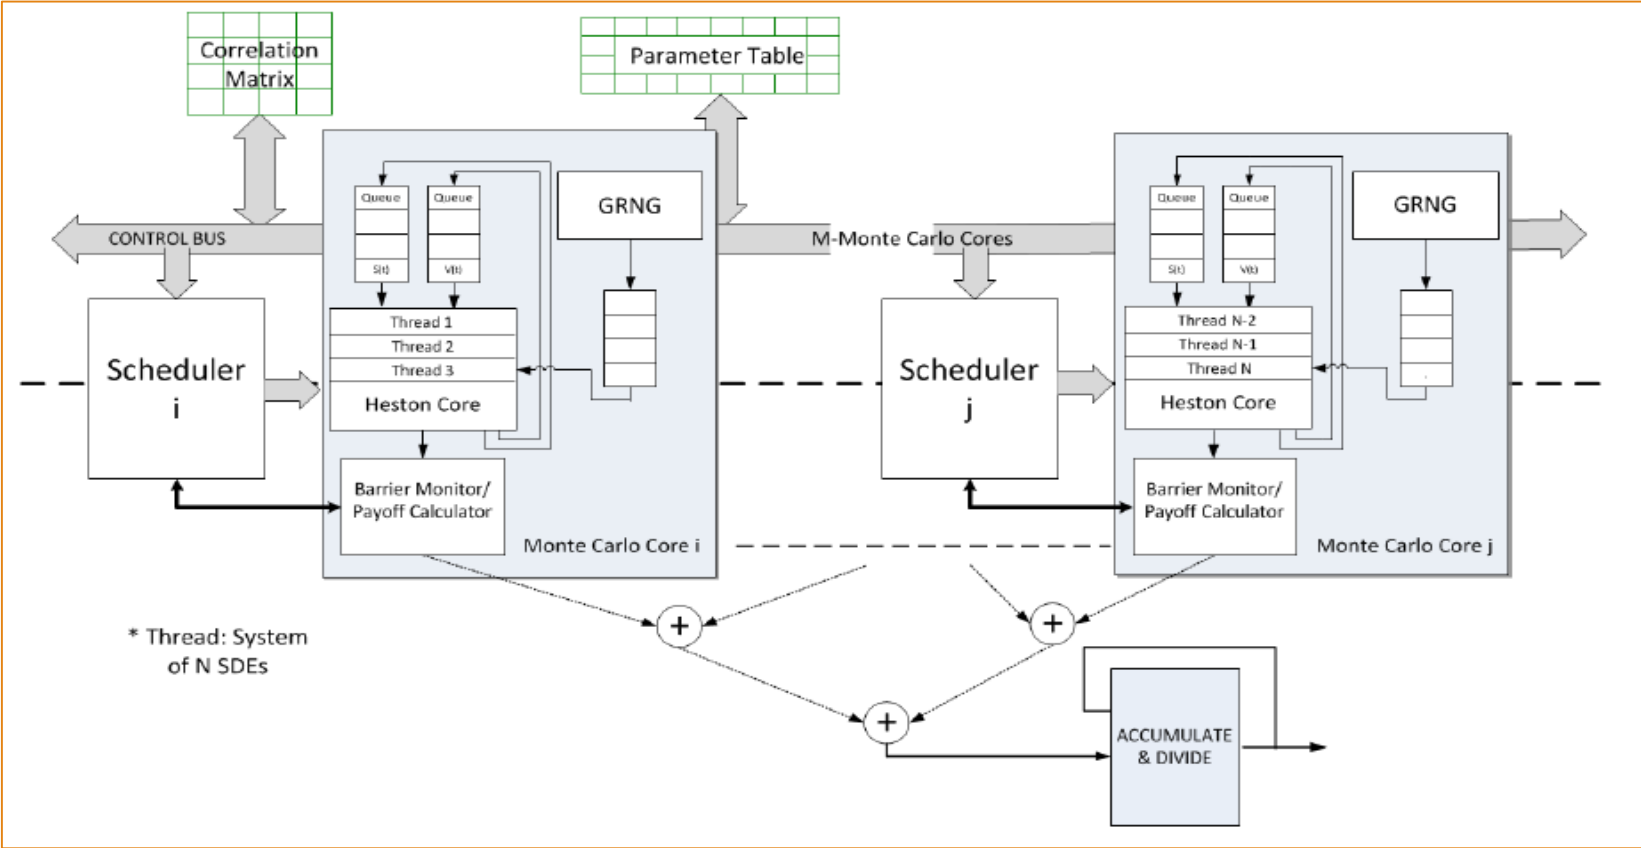 Correlation
Matrix
Parameter Table
CONTROL BUS
M-Monte Carlo Cores
Queue
Queue
S(t)
V(t)
GRNG
Thread 1
Thread 2
Thread 3
Heston Core
Scheduler
i
Barrier Monitor/
Payoff Calculator
Monte Carlo Core i
Queue
Queue
S(t)
V(t)
GRNG
Thread N-2
Thread N-1
Thread N
Heston Core
Scheduler
j
Barrier Monitor/
Payoff Calculator
Monte Carlo Core j
+
+
+
* Thread: System
of N SDEs
ACCUMULATE
& DIVIDE